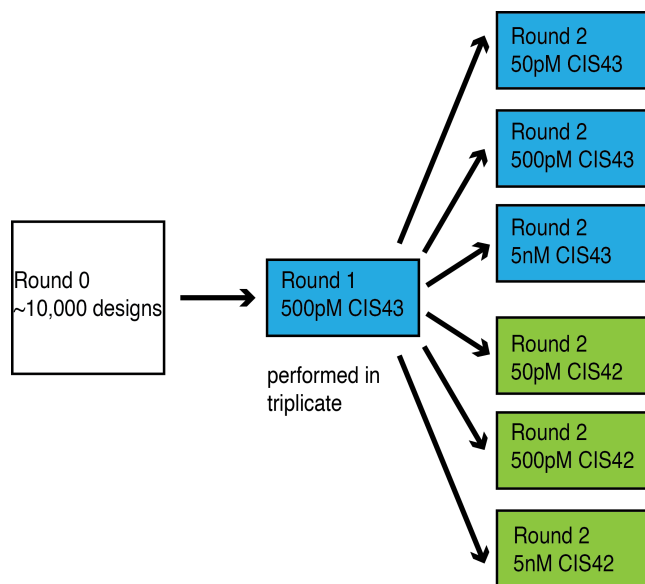 Round 0
~10,000 designs
Round 1
500pM CIS43
performed in
triplicate
Round 2
50pM CIS43
Round 2
500pM CIS43
Round 2
5nM CIS43
Round 2
50pM CIS42
Round 2
500pM CIS42
Round 2
5nM CIS42